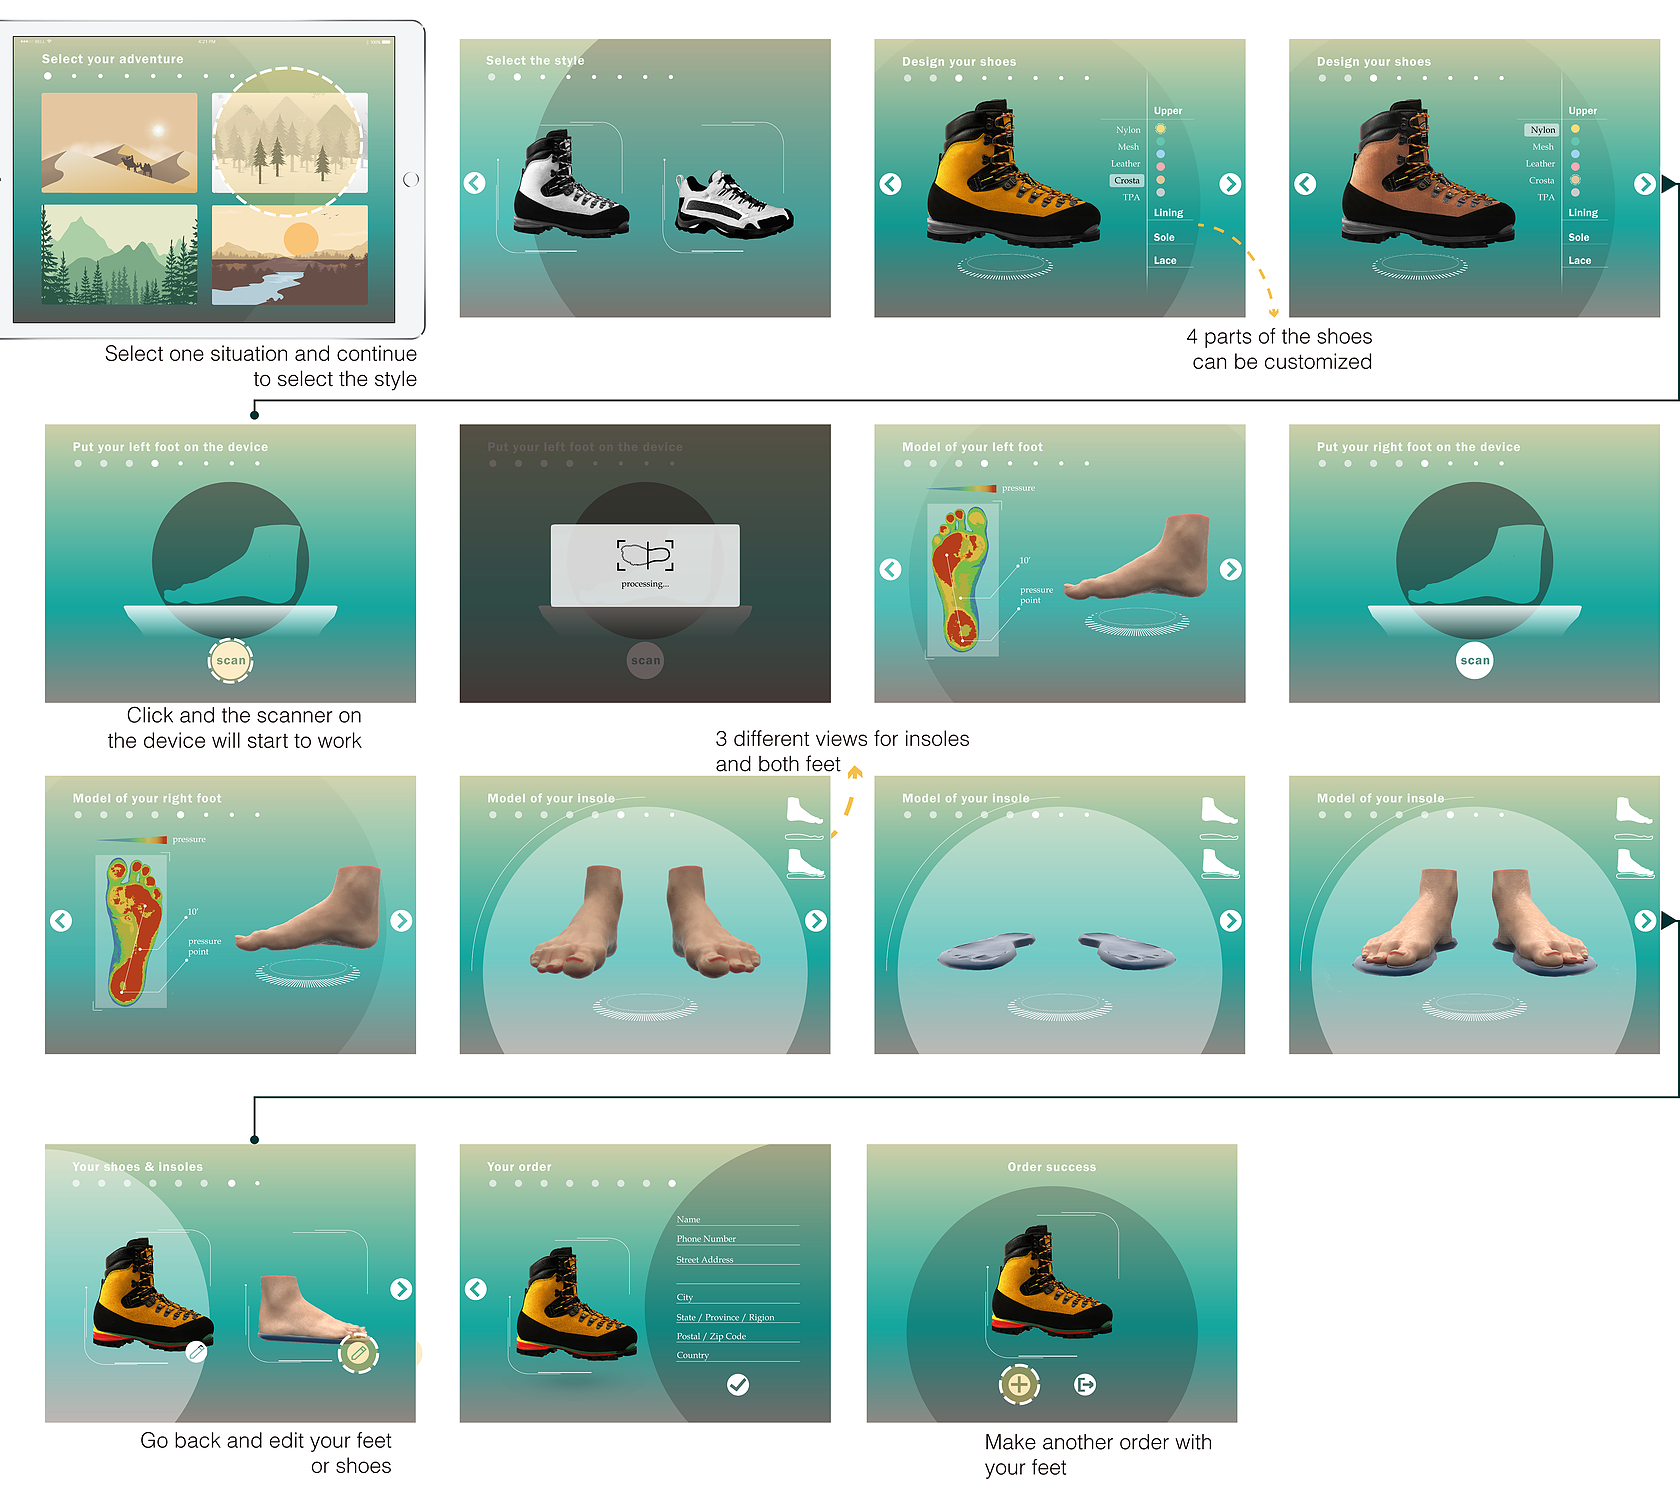 4:21 PM
100%
Select your adventure
Select one situation and continue
to select the style
Select the style
Design your shoes
Upper
Nylon
Mesh
Leather
Crosta
TPA
Lining
Sole
Lace
Design your shoes
Upper
Nylon
Mesh
Leather
Crosta
TPA
Lining
Sole
Lace
4 parts of the shoes
can be customized
Put your left foot on the device
scan
Click and the scanner on
the device will start to work
Put your left foot on the device
processing...
scan
Model of your left foot
pressure
10'
pressure
point
Put your right foot on the device
scan
3 different views for insoles
and both feet
Model of your right foot
pressure
10'
pressure
point
Model of your insole
Model of your insole
Model of your insole
Your shoes & insoles
Go back and edit your feet
or shoes
Your order
Name
Phone Number
Street Address
City
State / Province / Rigion
Postal / Zip Code
Country
Order success
Make another order with
your feet